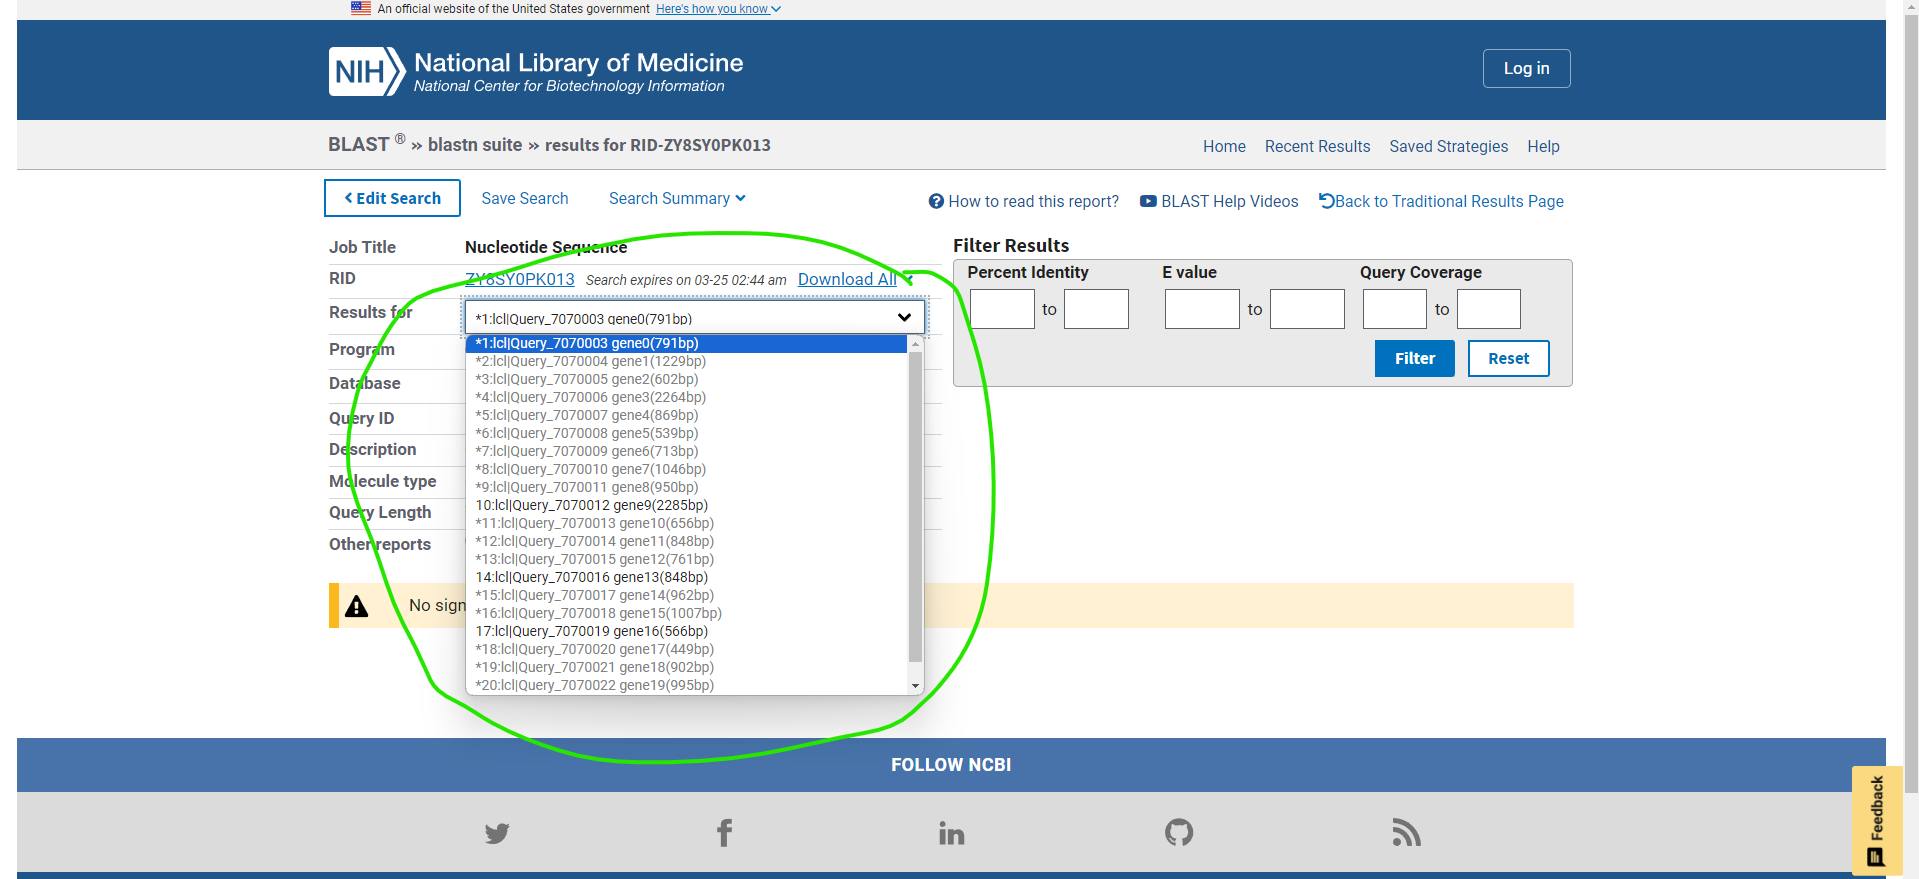 An official website of the United States government Here's how you know
NIH National Library of Medicine
National Center for Biotechnology Information
Log in
BLAST ® » blastn suite » results for RID-ZY8SY0PK013
Home Recent Results Saved Strategies Help
Edit Search Save Search Search Summary How to read this report? BLAST Help Videos Back to Traditional Results Page
Job Title Nucleotide Sequence
RID ZY8SY0PK013 Search expires on 03-25 02:44 am Download All
Results for *1:lcl|Query_7070003 gene0(791bp)
*1:lcl|Query_7070003 gene0(791bp)
*2:lcl|Query_7070004 gene1(1229bp)
*3:lcl|Query_7070005 gene2(602bp)
*4:lcl|Query_7070006 gene3(2264bp)
*5:lcl|Query_7070007 gene4(869bp)
*6:lcl|Query_7070008 gene5(539bp)
*7:lcl|Query_7070009 gene6(713bp)
*8:lcl|Query_7070010 gene7(1046bp)
*9:lcl|Query_7070011 gene8(950bp)
10:lcl|Query_7070012 gene9(2285bp)
*11:lcl|Query_7070013 gene10(656bp)
*12:lcl|Query_7070014 gene11(848bp)
*13:lcl|Query_7070015 gene12(761bp)
14:lcl|Query_7070016 gene13(848bp)
*15:lcl|Query_7070017 gene14(962bp)
*16:lcl|Query_7070018 gene15(1007bp)
17:lcl|Query_7070019 gene16(566bp)
*18:lcl|Query_7070020 gene17(449bp)
*19:lcl|Query_7070021 gene18(902bp)
*20:lcl|Query_7070022 gene19(995bp)
Program
Database
Query ID
Description
Molecule type
Query Length
Other reports
No sign
Filter Results
Percent Identity E value Query Coverage
to to to
Filter Reset
FOLLOW NCBI
Feedback